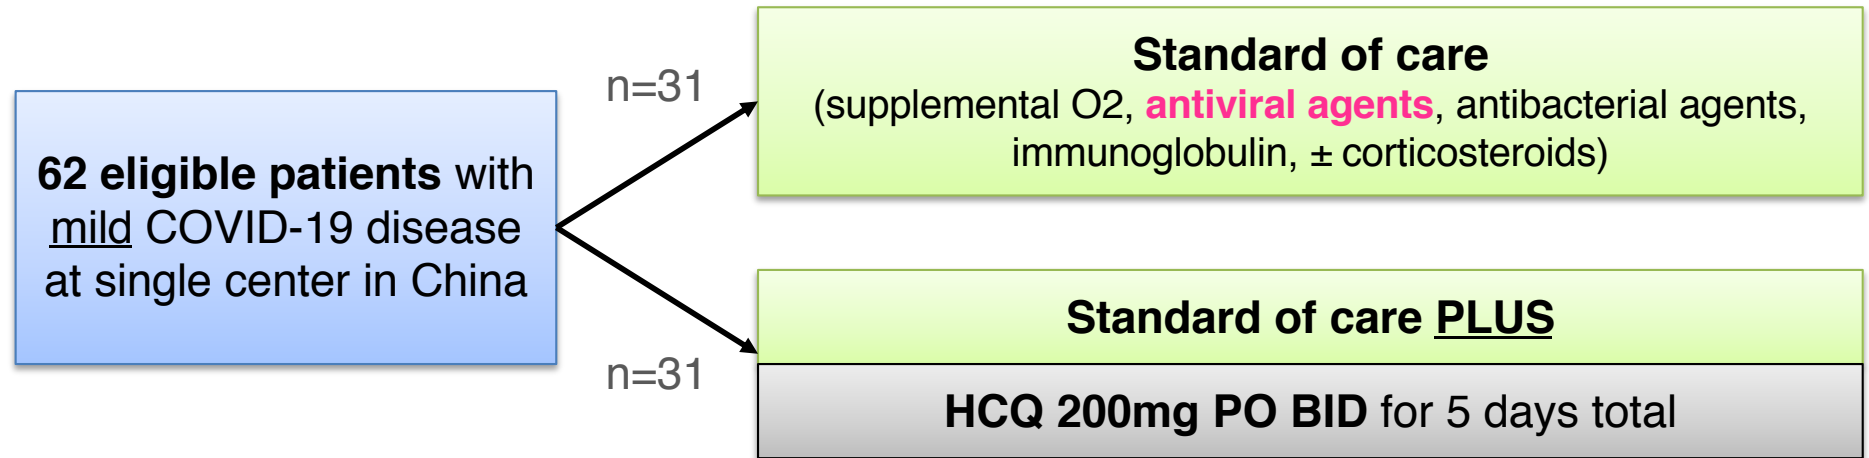 62 eligible patients with
mild COVID-19 disease
at single center in China
n=31
Standard of care
(supplemental O2, antiviral agents, antibacterial agents,
immunoglobulin, ± corticosteroids)
n=31
Standard of care PLUS
HCQ 200mg PO BID for 5 days total